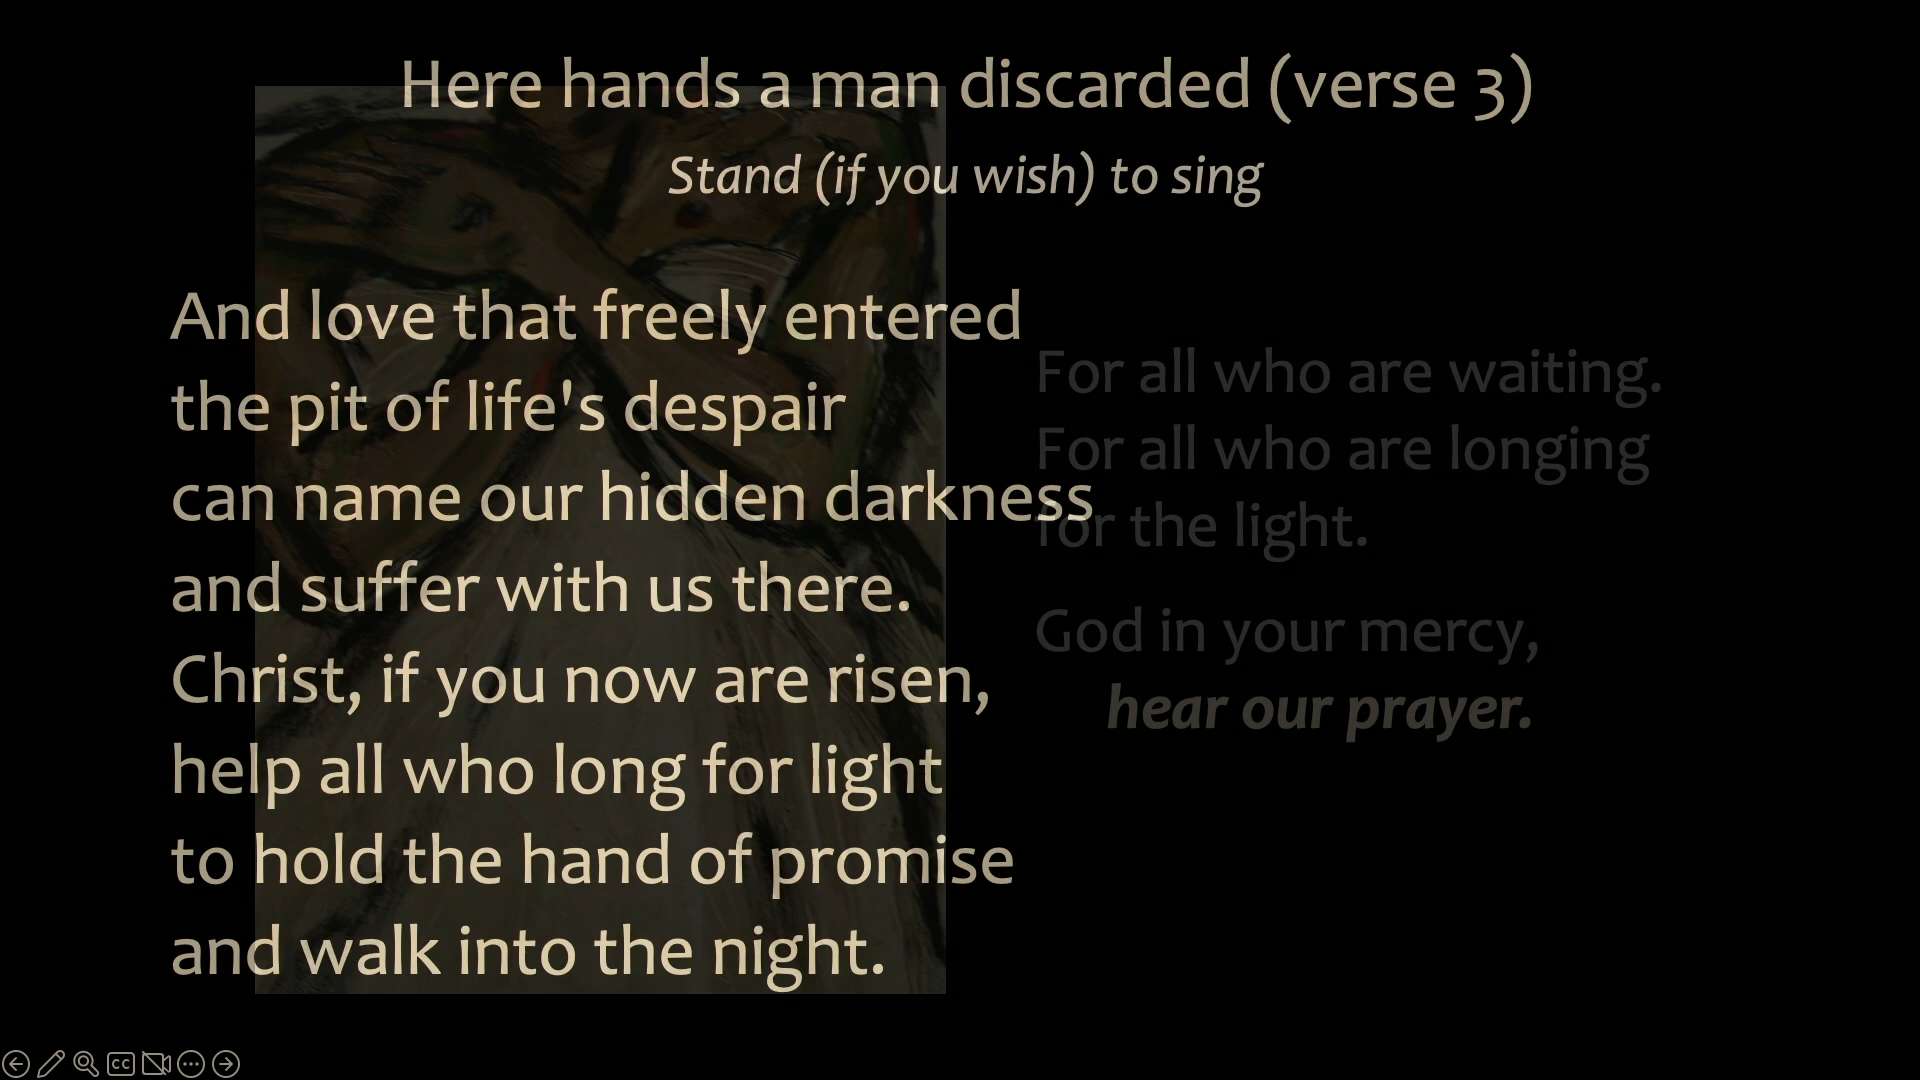 Here hands a man discarded (verse 3)
Stand (if you wish) to sing
And love that freely entered
the pit of life's despair
can name our hidden darkness
and suffer with us there.
Christ, if you now are risen,
help all who long for light
to hold the hand of promise
and walk into the night.
For all who are waiting.
For all who are longing
for the light.
God in your mercy,
hear our prayer.
CC